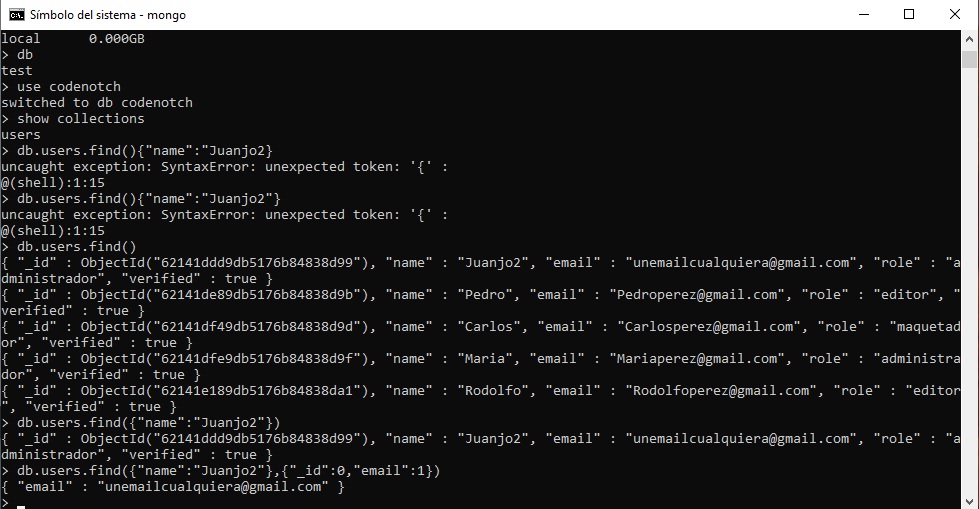 Símbolo del sistema - mongo
local      0.000GB
> db
test
> use codenotch
switched to db codenotch
> show collections
users
> db.users.find(){"name":"Juanjo2}
uncaught exception: SyntaxError: unexpected token: '{' :
@(shell):1:15
> db.users.find(){"name":"Juanjo2"}
uncaught exception: SyntaxError: unexpected token: '{' :
@(shell):1:15
> db.users.find()
{ "_id" : ObjectId("62141ddd9db5176b84838d99"), "name" : "Juanjo2", "email" : "unemailcualquiera@gmail.com", "role" : "a
dministrador", "verified" : true }
{ "_id" : ObjectId("62141de89db5176b84838d9b"), "name" : "Pedro", "email" : "Pedroperez@gmail.com", "role" : "editor", "
verified" : true }
{ "_id" : ObjectId("62141df49db5176b84838d9d"), "name" : "Carlos", "email" : "Carlosperez@gmail.com", "role" : "maquetad
or", "verified" : true }
{ "_id" : ObjectId("62141dfe9db5176b84838d9f"), "name" : "Maria", "email" : "Mariaperez@gmail.com", "role" : "administra
dor", "verified" : true }
{ "_id" : ObjectId("62141e189db5176b84838da1"), "name" : "Rodolfo", "email" : "Rodolfoperez@gmail.com", "role" : "editor
", "verified" : true }
> db.users.find({"name":"Juanjo2"})
{ "_id" : ObjectId("62141ddd9db5176b84838d99"), "name" : "Juanjo2", "email" : "unemailcualquiera@gmail.com", "role" : "a
dministrador", "verified" : true }
> db.users.find({"name":"Juanjo2"},{"_id":0,"email":1})
{ "email" : "unemailcualquiera@gmail.com" }
>